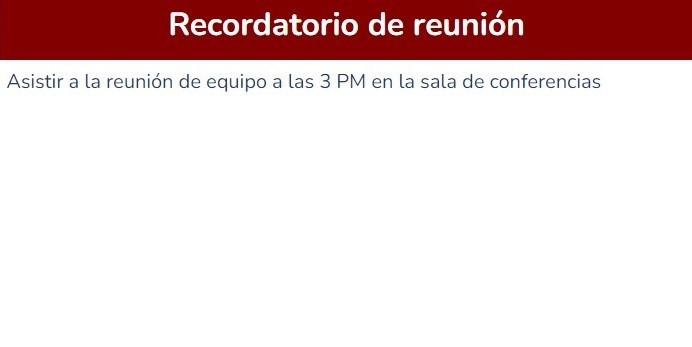 Recordatorio de reunión
Asistir a la reunión de equipo a las 3 PM en la sala de conferencias